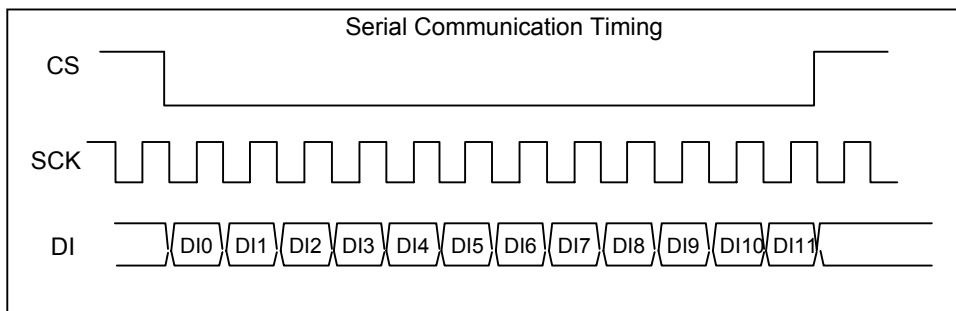 Serial Communication Timing
CS
SCK
DI
DI0 DI1 DI2 DI3 DI4 DI5 DI6 DI7 DI8 DI9 DI10 DI11